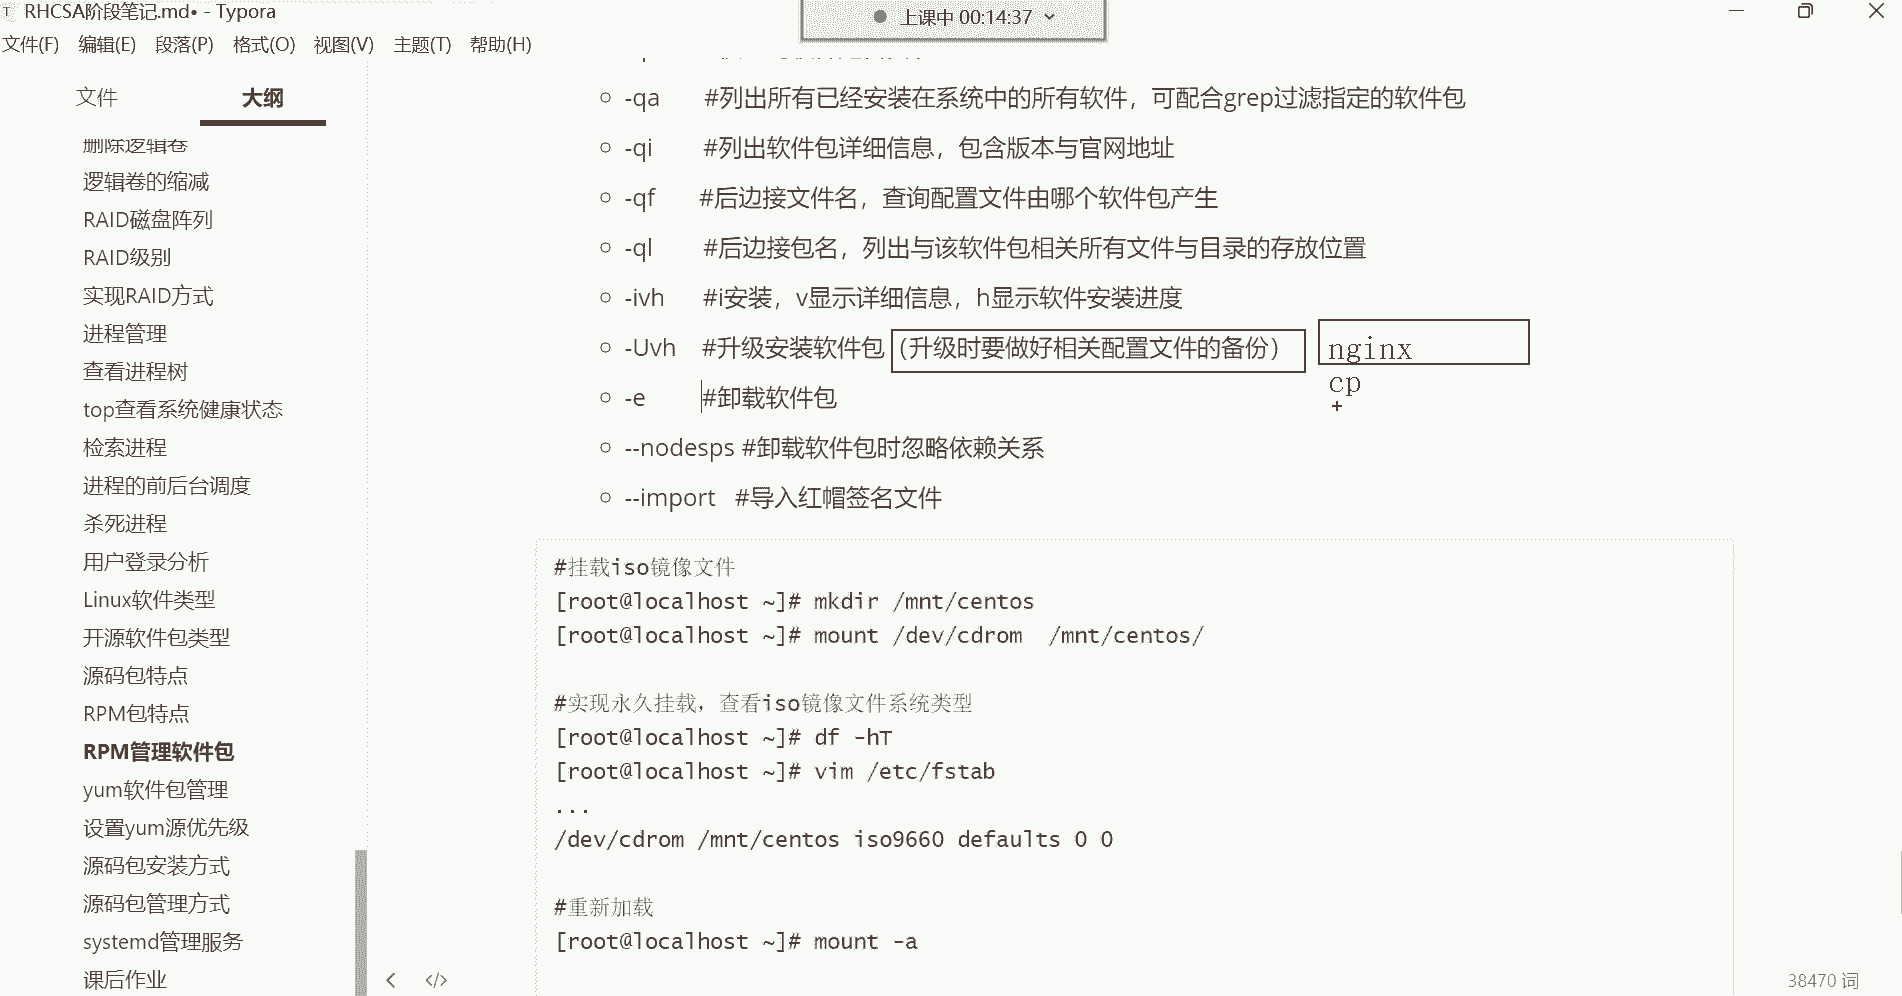 RHCSA阶段笔记.md• - Typora
上课中 00:14:37
文件(F) 编辑(E) 段落(P) 格式(O) 视图(V) 主题(T) 帮助(H)
文件 大纲
删除逻辑卷
逻辑卷的缩减
RAID磁盘阵列
RAID级别
实现RAID方式
进程管理
查看进程树
top查看系统健康状态
检索进程
进程的前后台调度
杀死进程
用户登录分析
Linux软件类型
开源软件包类型
源码包特点
RPM包特点
RPM管理软件包
yum软件包管理
设置yum源优先级
源码包安装方式
源码包管理方式
systemd管理服务
课后作业
-qa #列出所有已经安装在系统中的所有软件，可配合grep过滤指定的软件包
-qi #列出软件包详细信息，包含版本与官网地址
-qf #后边接文件名，查询配置文件由哪个软件包产生
-ql #后边接包名，列出与该软件包相关所有文件与目录的存放位置
-ivh #i安装，v显示详细信息，h显示软件安装进度
-Uvh #升级安装软件包（升级时要做好相关配置文件的备份） nginx
cp
-e #卸载软件包
--nodesps #卸载软件包时忽略依赖关系
--import #导入红帽签名文件
#挂载iso镜像文件
[root@localhost ~]# mkdir /mnt/centos
[root@localhost ~]# mount /dev/cdrom /mnt/centos/
#实现永久挂载，查看iso镜像文件系统类型
[root@localhost ~]# df -hT
[root@localhost ~]# vim /etc/fstab
...
/dev/cdrom /mnt/centos iso9660 defaults 0 0
#重新加载
[root@localhost ~]# mount -a
38470 词